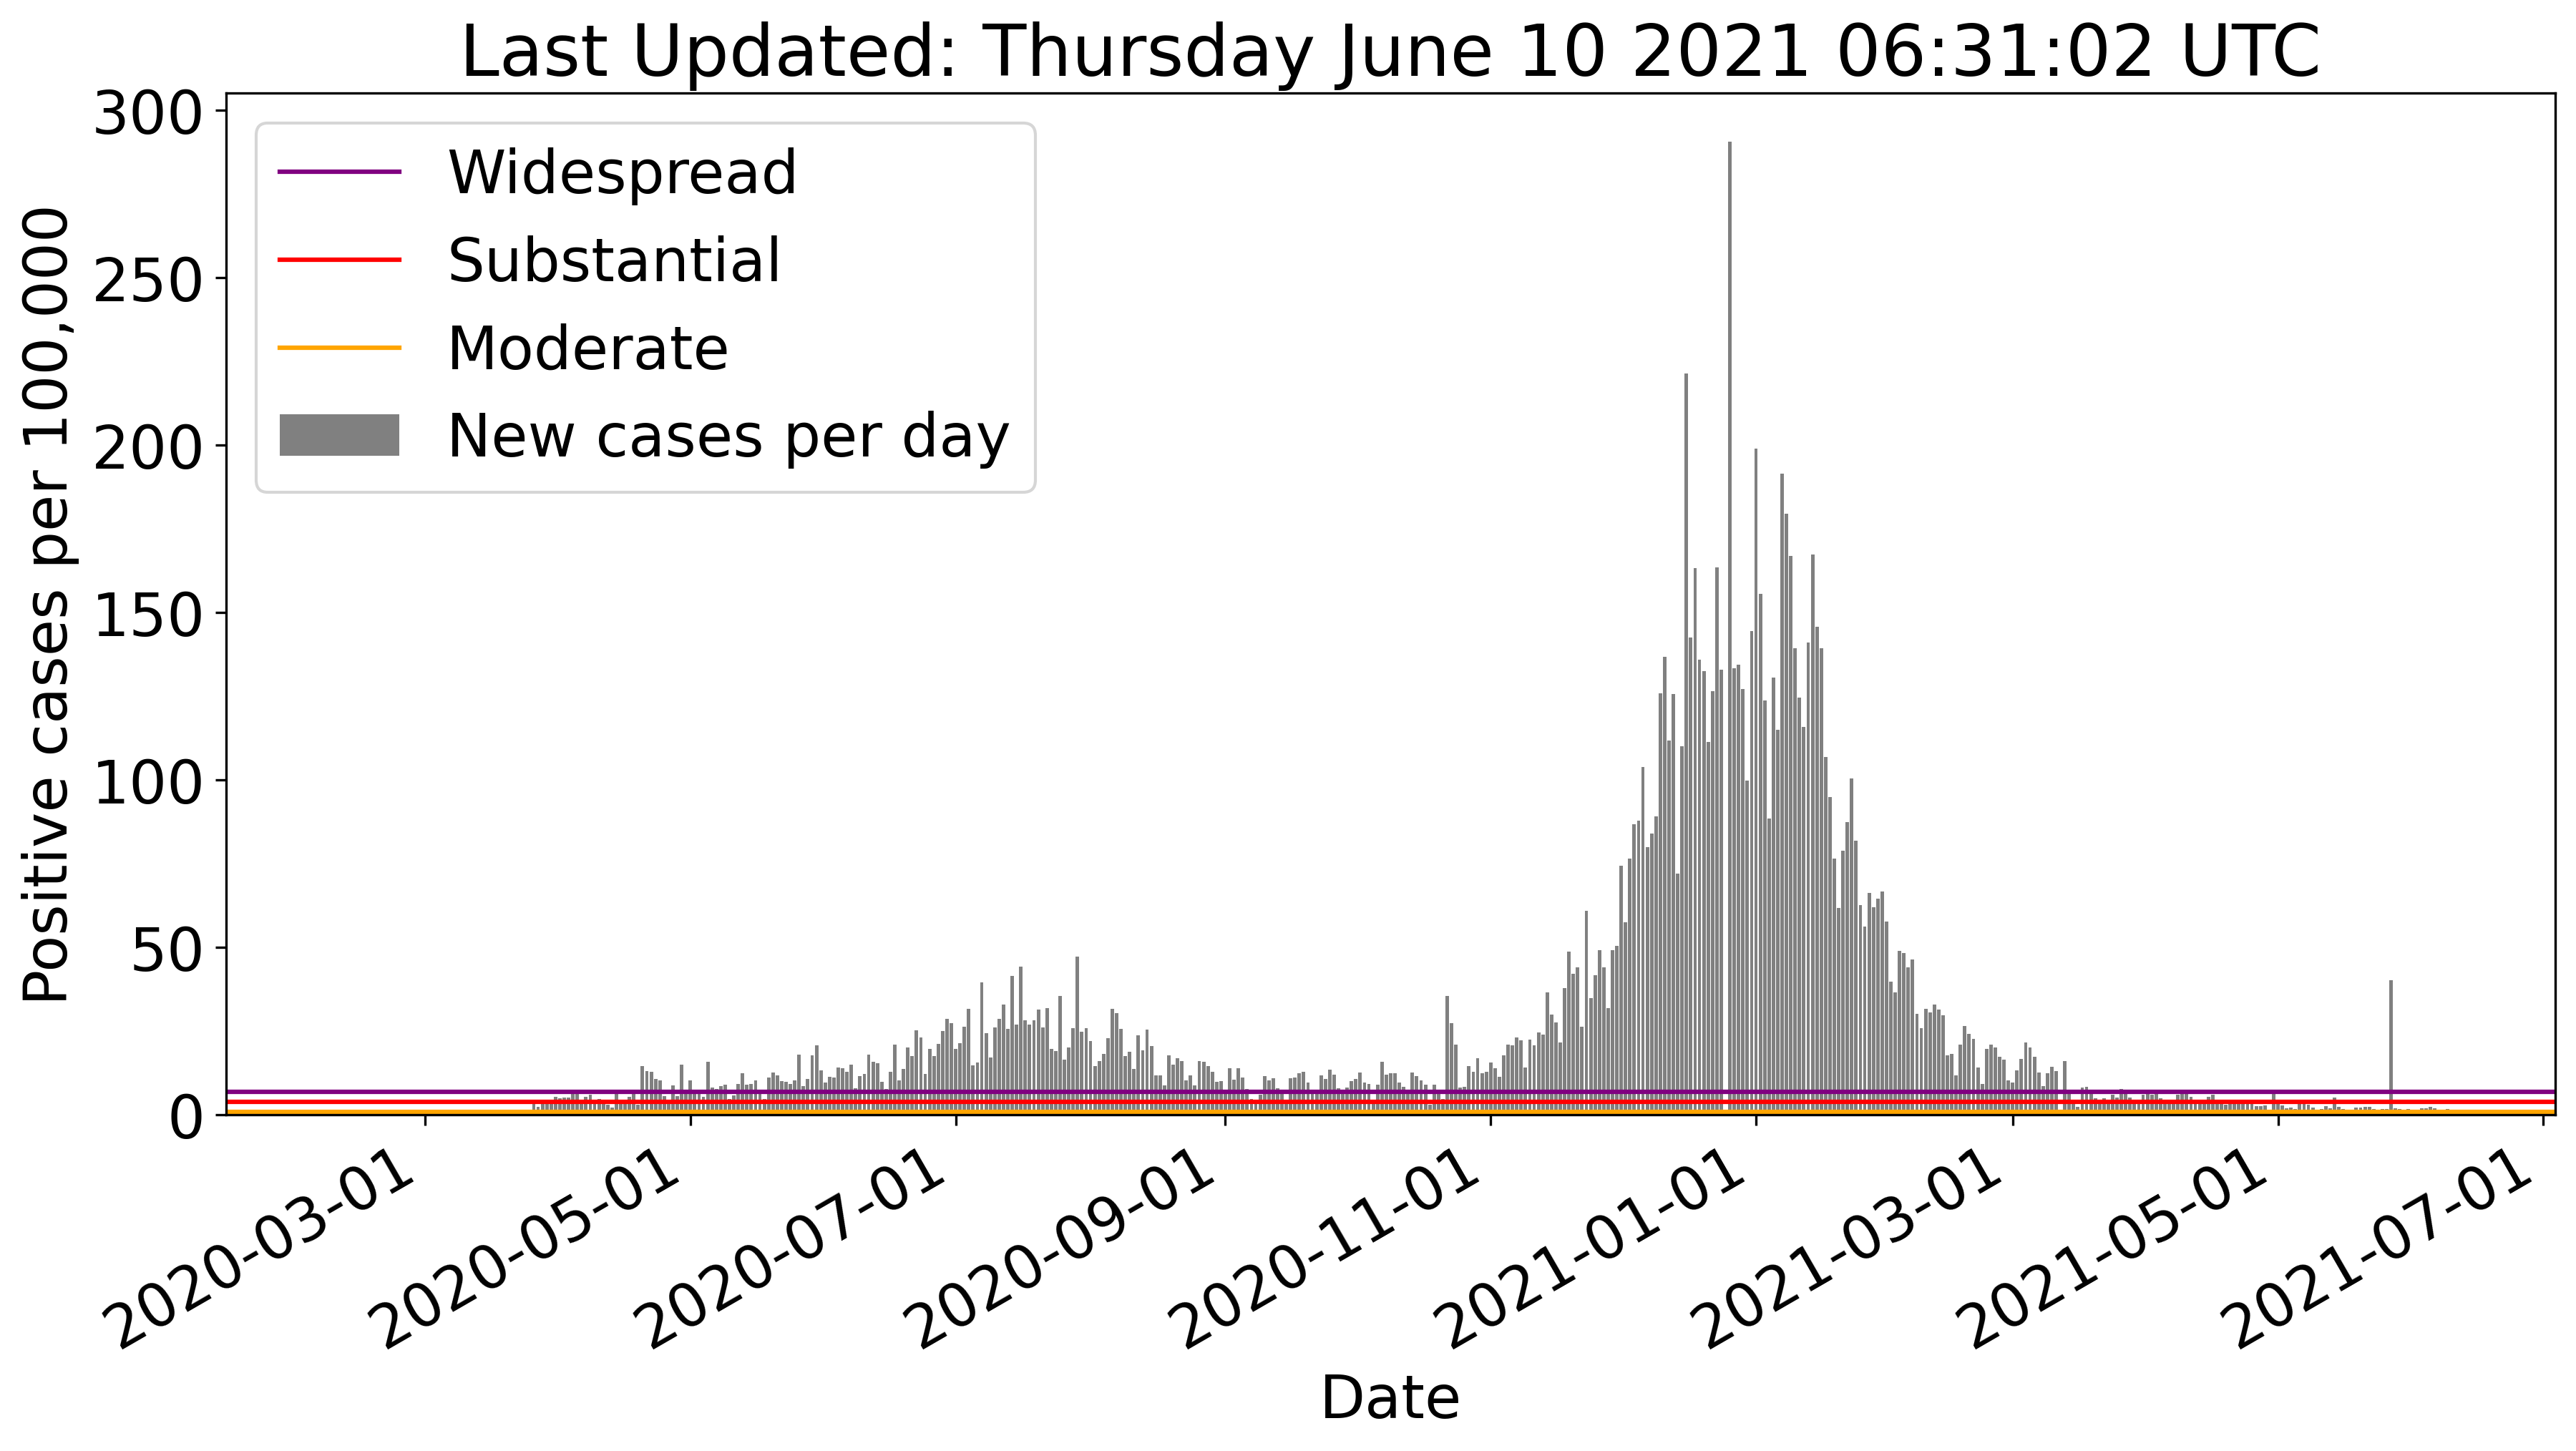 Last Updated: Thursday June 10 2021 06:31:02 UTC
Positive cases per 100,000
300
250
200
150
100
50
0
Widespread
Substantial
Moderate
New cases per day
2020-03-01
2020-05-01
2020-07-01
2020-09-01
2020-11-01
2021-01-01
2021-03-01
2021-05-01
2021-07-01
Date